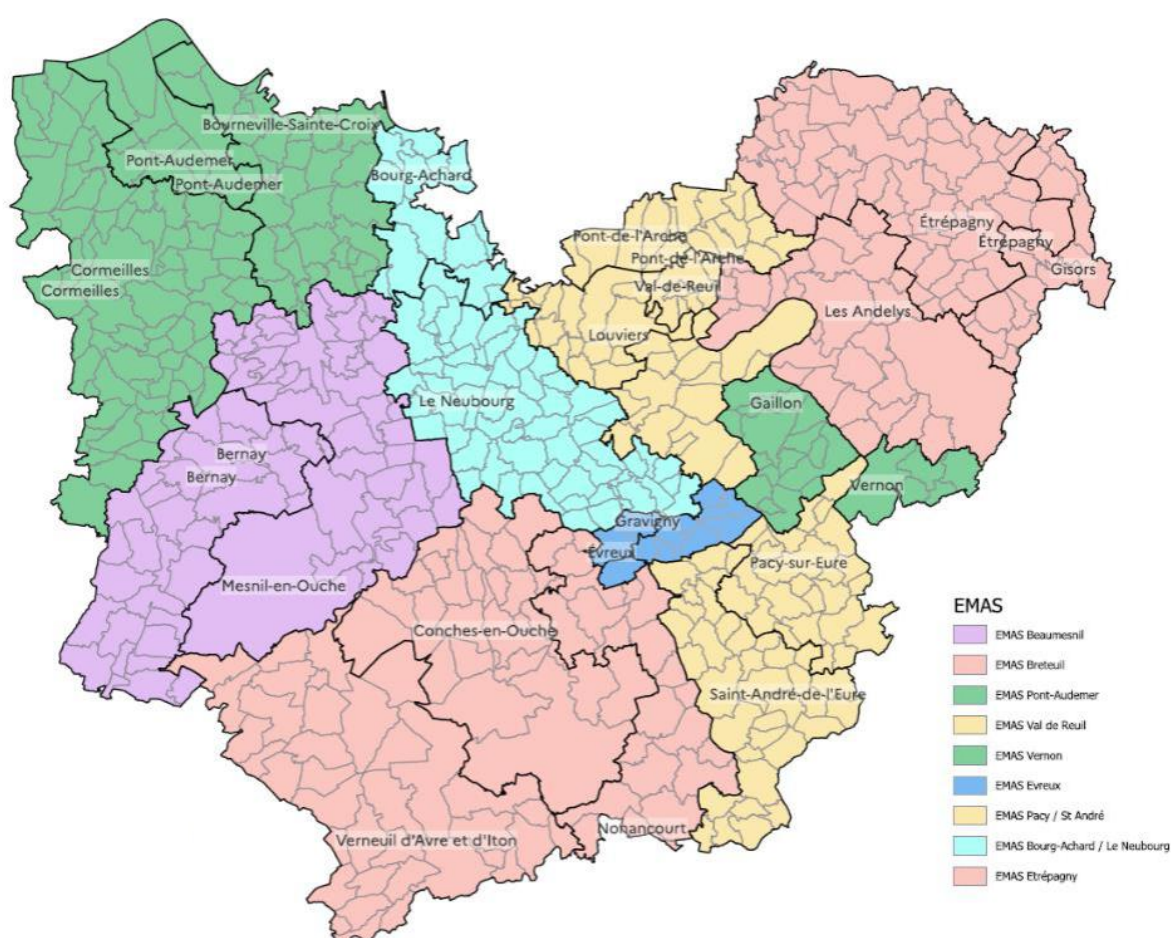 Bourneville-Sainte-Croix
Pont-Audemer
Bourg-Achard
Pont-Audemer
Étrépagny
Pont-de-l'Arche
Étrépagny
Pont-de-l'Arche
Gisors
Cormeilles
Val-de-Reuil
Cormeilles
Les Andelys
Louviers
Le Neubourg
Gaillon
Bernay
Bernay
Vernon
Gravigny
Évreux
Pacy-sur-Eure
Mesnil-en-Ouche
Conches-en-Ouche
Saint-André-de-l'Eure
Nonancourt
Verneuil d'Avre et d'Iton
EMAS
EMAS Beaumesnil
EMAS Breteuil
EMAS Pont-Audemer
EMAS Val de Reuil
EMAS Vernon
EMAS Evreux
EMAS Pacy / St André
EMAS Bourg-Achard / Le Neubourg
EMAS Etrépagny